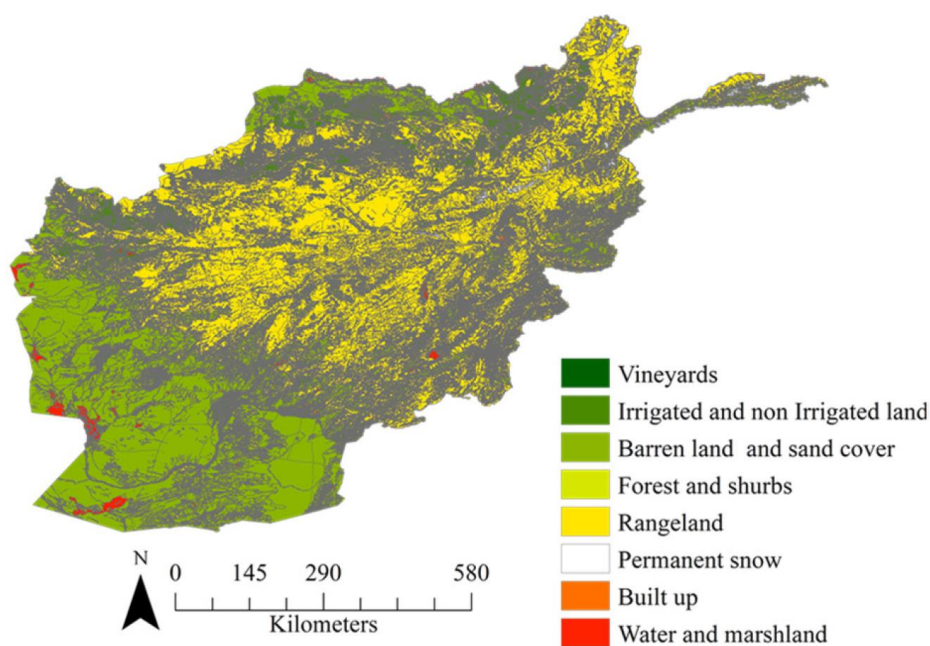 Vineyards
Irrigated and non Irrigated land
Barren land and sand cover
Forest and shurbs
Rangeland
Permanent snow
Built up
Water and marshland
N
0 145 290 580
Kilometers